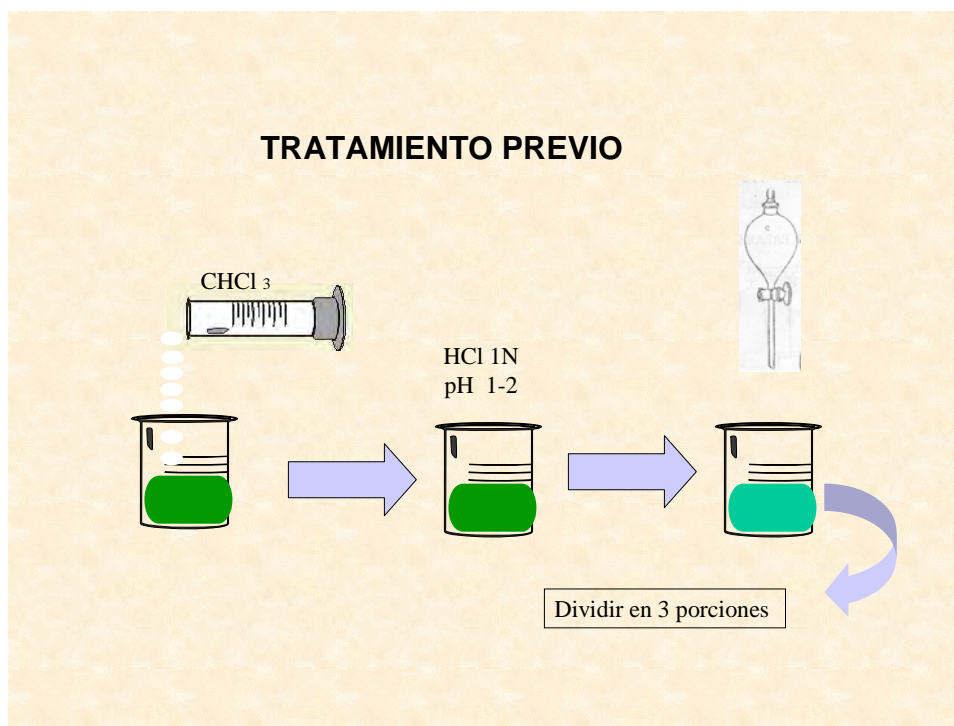 TRATAMIENTO PREVIO
CHCl 3
HCl 1N
pH 1-2
Dividir en 3 porciones